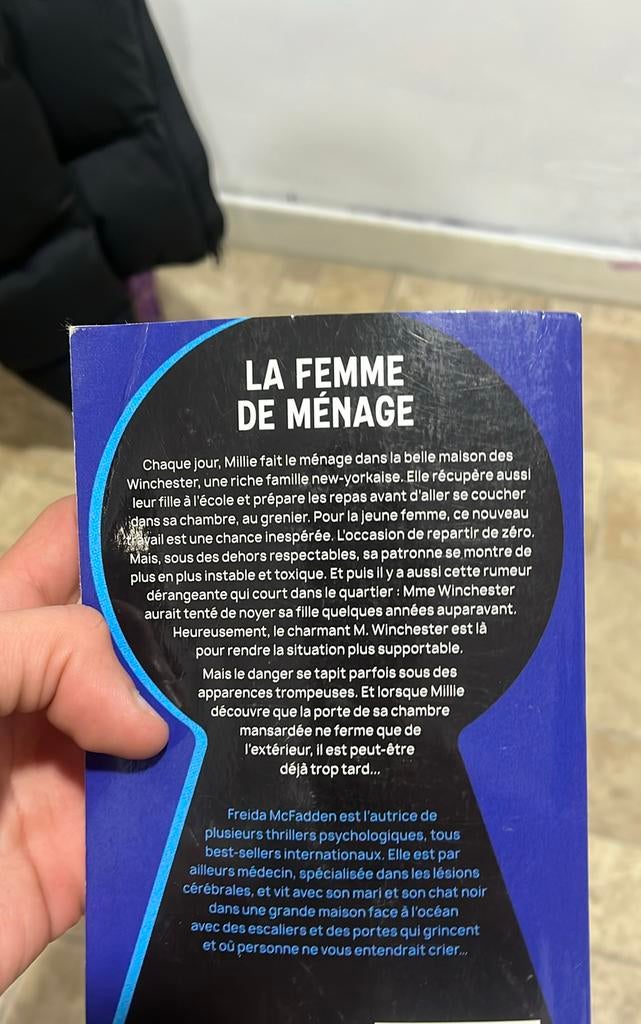 LA FEMME
DE MÉNAGE
Chaque jour, Millie fait le ménage dans la belle maison des
Winchester, une riche famille new-yorkaise. Elle récupère aussi
leur fille à l'école et prépare les repas avant d'aller se coucher
dans sa chambre, au grenier. Pour la jeune femme, ce nouveau
travail est une chance inespérée. L'occasion de repartir de zéro.
Mais, sous des dehors respectables, sa patronne se montre de
plus en plus instable et toxique. Et puis il y a aussi cette rumeur
dérangeante qui court dans le quartier : Mme Winchester
aurait tenté de noyer sa fille quelques années auparavant.
Heureusement, le charmant M. Winchester est là
pour rendre la situation plus supportable.
Mais le danger se tapit parfois sous des
apparences trompeuses. Et lorsque Millie
découvre que la porte de sa chambre
mansardée ne ferme que de
l'extérieur, il est peut-être
déjà trop tard...
Freida McFadden est l'autrice de
plusieurs thrillers psychologiques, tous
best-sellers internationaux. Elle est par
ailleurs médecin, spécialisée dans les lésions
cérébrales, et vit avec son mari et son chat noir
dans une grande maison face à l'océan
avec des escaliers et des portes qui grincent
et où personne ne vous entendrait crier...